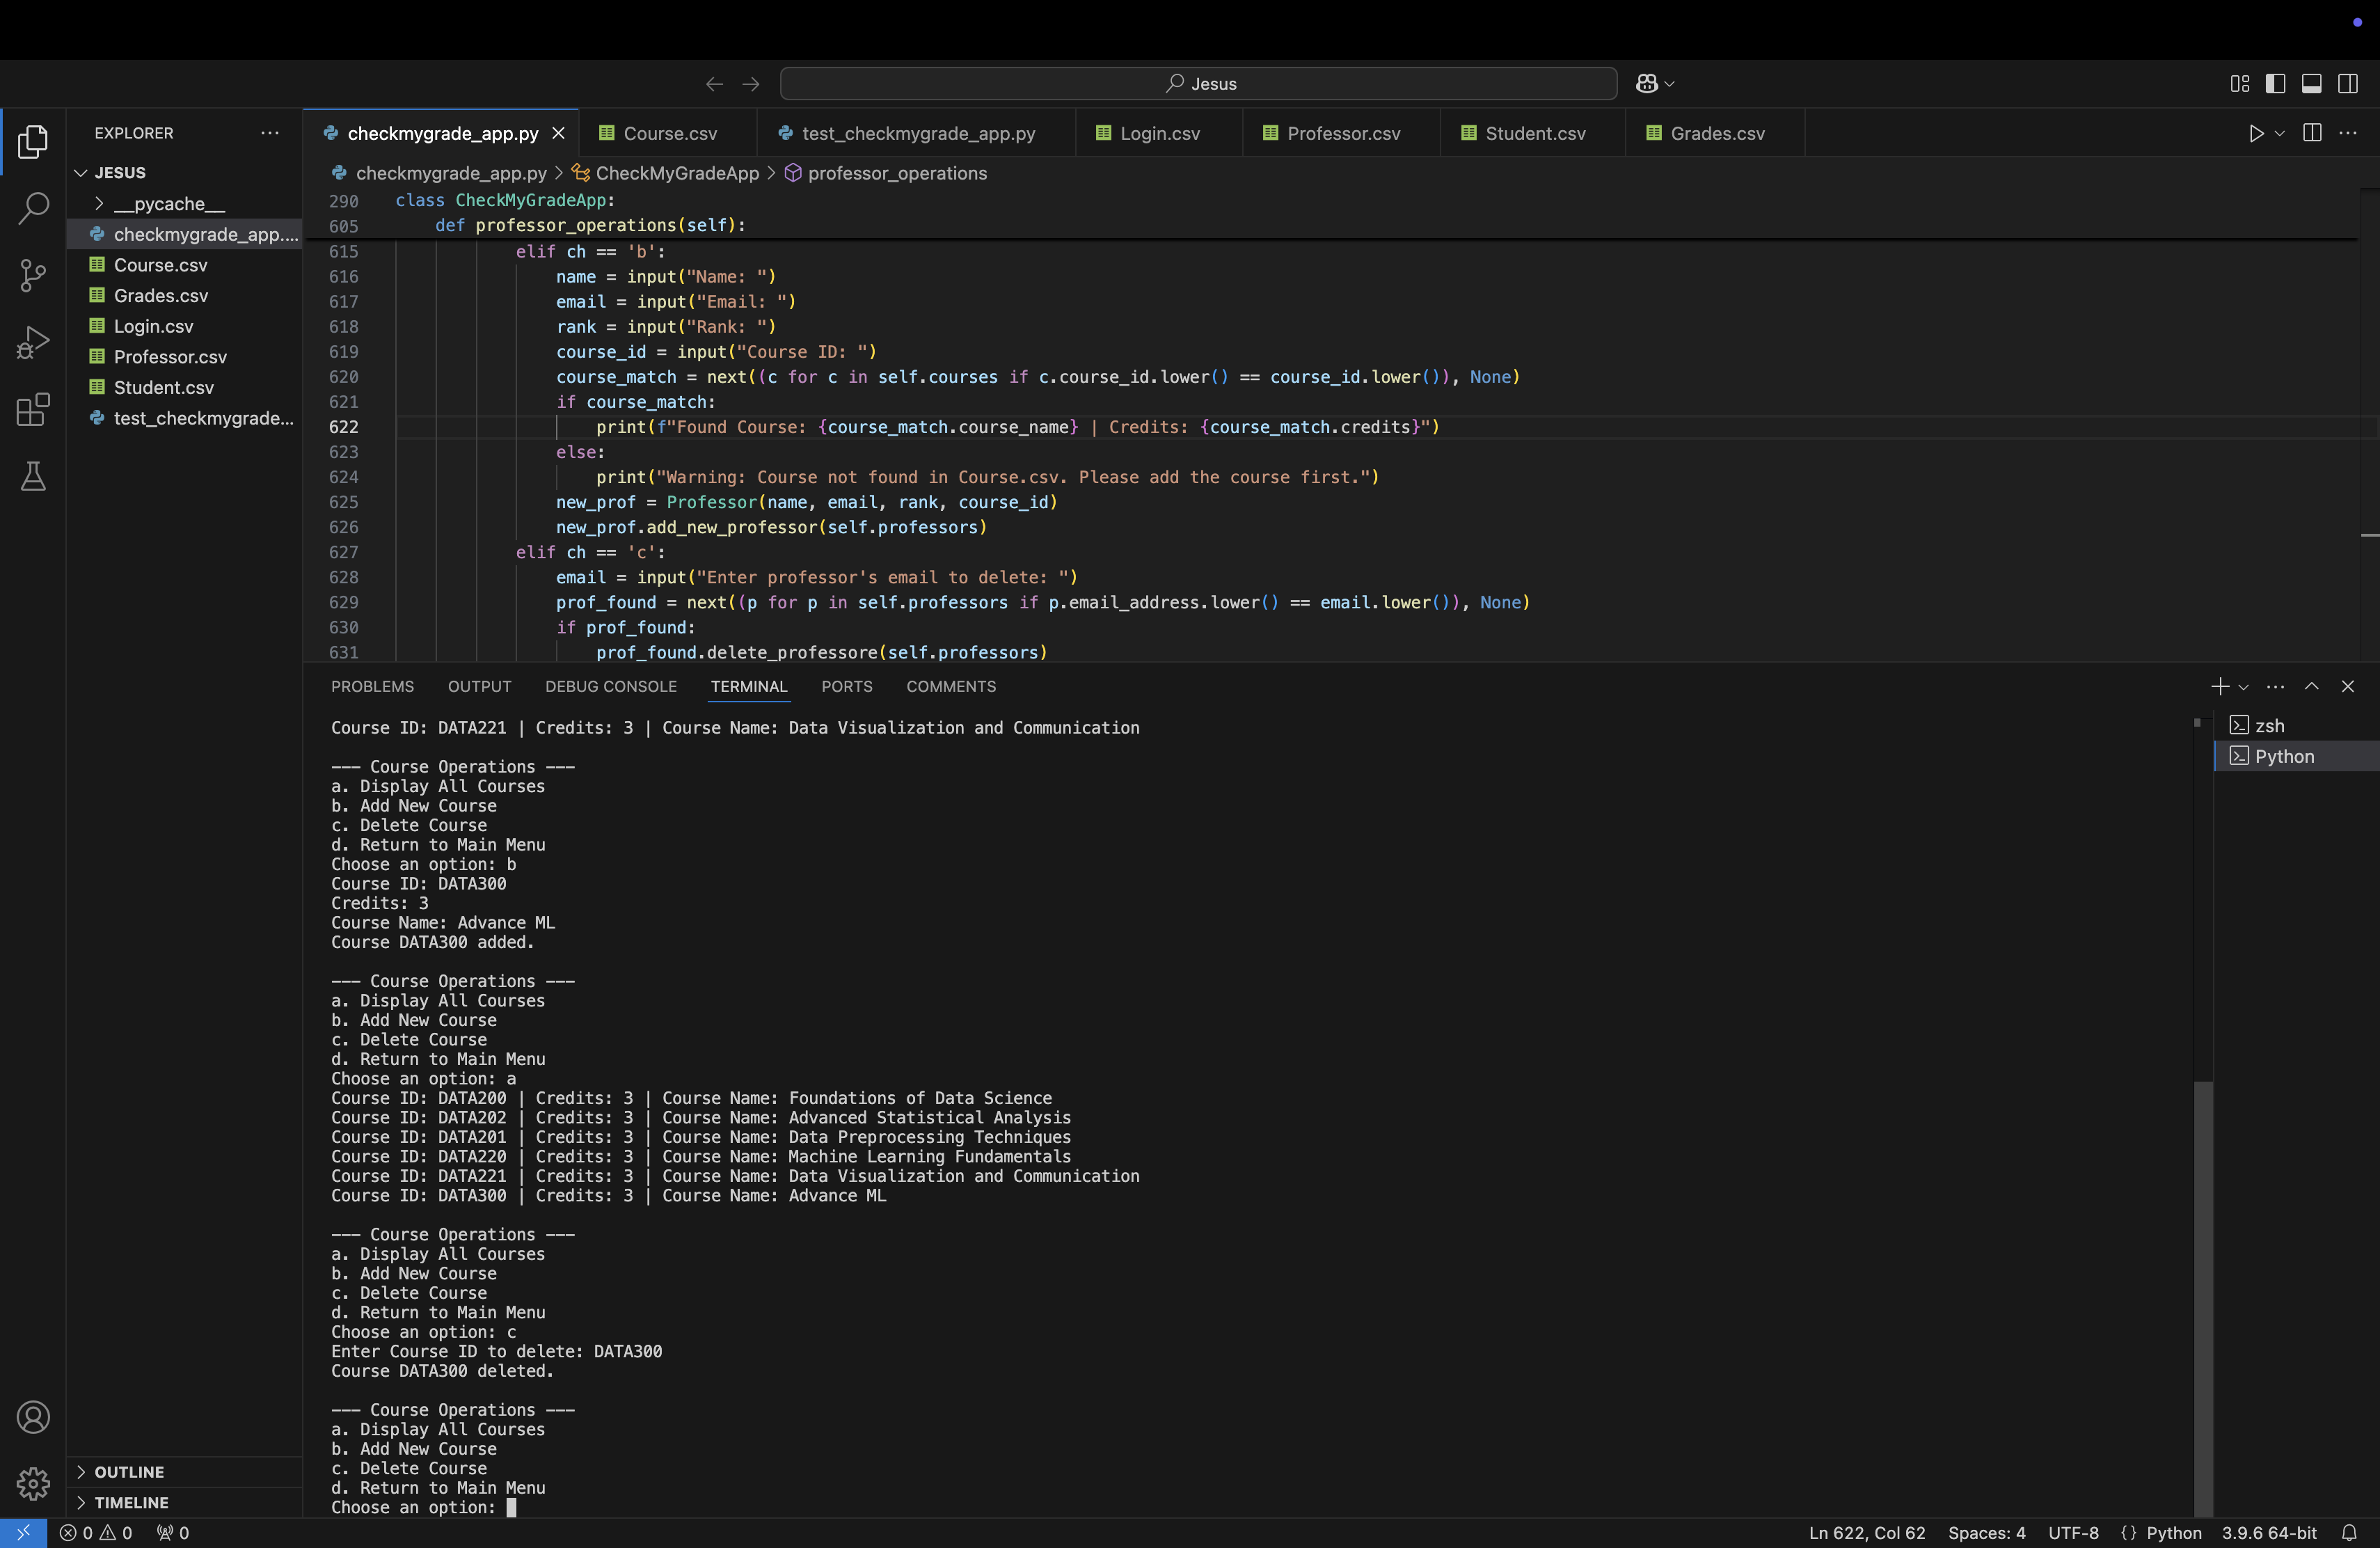 Jesus
EXPLORER
JESUS
__pycache__
checkmygrade_app....
Course.csv
Grades.csv
Login.csv
Professor.csv
Student.csv
test_checkmygrade...
OUTLINE
TIMELINE
checkmygrade_app.py
Course.csv
test_checkmygrade_app.py
Login.csv
Professor.csv
Student.csv
Grades.csv
checkmygrade_app.py > CheckMyGradeApp > professor_operations
290 class CheckMyGradeApp:
605 def professor_operations(self):
615 elif ch == 'b':
616 name = input("Name: ")
617 email = input("Email: ")
618 rank = input("Rank: ")
619 course_id = input("Course ID: ")
620 course_match = next((c for c in self.courses if c.course_id.lower() == course_id.lower()), None)
621 if course_match:
622 print(f"Found Course: {course_match.course_name} | Credits: {course_match.credits}")
623 else:
624 print("Warning: Course not found in Course.csv. Please add the course first.")
625 new_prof = Professor(name, email, rank, course_id)
626 new_prof.add_new_professor(self.professors)
627 elif ch == 'c':
628 email = input("Enter professor's email to delete: ")
629 prof_found = next((p for p in self.professors if p.email_address.lower() == email.lower()), None)
630 if prof_found:
631 prof_found.delete_professore(self.professors)
PROBLEMS OUTPUT DEBUG CONSOLE TERMINAL PORTS COMMENTS
Course ID: DATA221 | Credits: 3 | Course Name: Data Visualization and Communication
--- Course Operations ---
a. Display All Courses
b. Add New Course
c. Delete Course
d. Return to Main Menu
Choose an option: b
Course ID: DATA300
Credits: 3
Course Name: Advance ML
Course DATA300 added.
--- Course Operations ---
a. Display All Courses
b. Add New Course
c. Delete Course
d. Return to Main Menu
Choose an option: a
Course ID: DATA200 | Credits: 3 | Course Name: Foundations of Data Science
Course ID: DATA202 | Credits: 3 | Course Name: Advanced Statistical Analysis
Course ID: DATA201 | Credits: 3 | Course Name: Data Preprocessing Techniques
Course ID: DATA220 | Credits: 3 | Course Name: Machine Learning Fundamentals
Course ID: DATA221 | Credits: 3 | Course Name: Data Visualization and Communication
Course ID: DATA300 | Credits: 3 | Course Name: Advance ML
--- Course Operations ---
a. Display All Courses
b. Add New Course
c. Delete Course
d. Return to Main Menu
Choose an option: c
Enter Course ID to delete: DATA300
Course DATA300 deleted.
--- Course Operations ---
a. Display All Courses
b. Add New Course
c. Delete Course
d. Return to Main Menu
Choose an option:
zsh
Python
0 0 0
Ln 622, Col 62 Spaces: 4 UTF-8 {} Python 3.9.6 64-bit